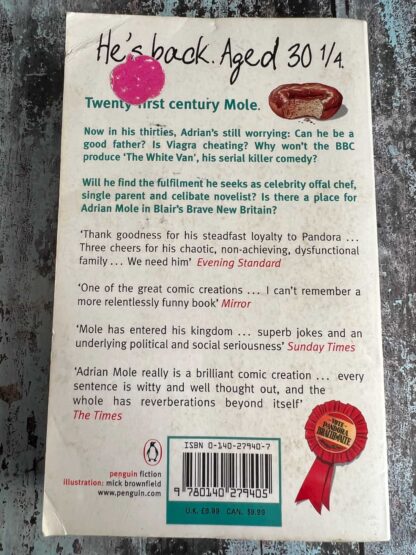 He's back. Aged 30 1/4.
Twenty-first century Mole.
Now in his thirties, Adrian's still worrying: Can he be a
good father? Is Viagra cheating? Why won't the BBC
produce 'The White Van', his serial killer comedy?
Will he find the fulfilment he seeks as celebrity offal chef,
single parent and celibate novelist? Is there a place for
Adrian Mole in Blair's Brave New Britain?
'Thank goodness for his steadfast loyalty to Pandora ...
Three cheers for his chaotic, non-achieving, dysfunctional
family ... We need him' Evening Standard
'One of the great comic creations ... I can't remember a
more relentlessly funny book' Mirror
'Mole has entered his kingdom ... superb jokes and an
underlying political and social seriousness' Sunday Times
'Adrian Mole really is a brilliant comic creation ... every
sentence is witty and well thought out, and the
whole has reverberations beyond itself'
The Times
VOTE
PANDORA
BRAITHWAITE
penguin fiction
illustration: mick brownfield
www.penguin.com
ISBN 0-140-27940-7
9 780140 279405
U.K. £6.99 CAN. $9.99